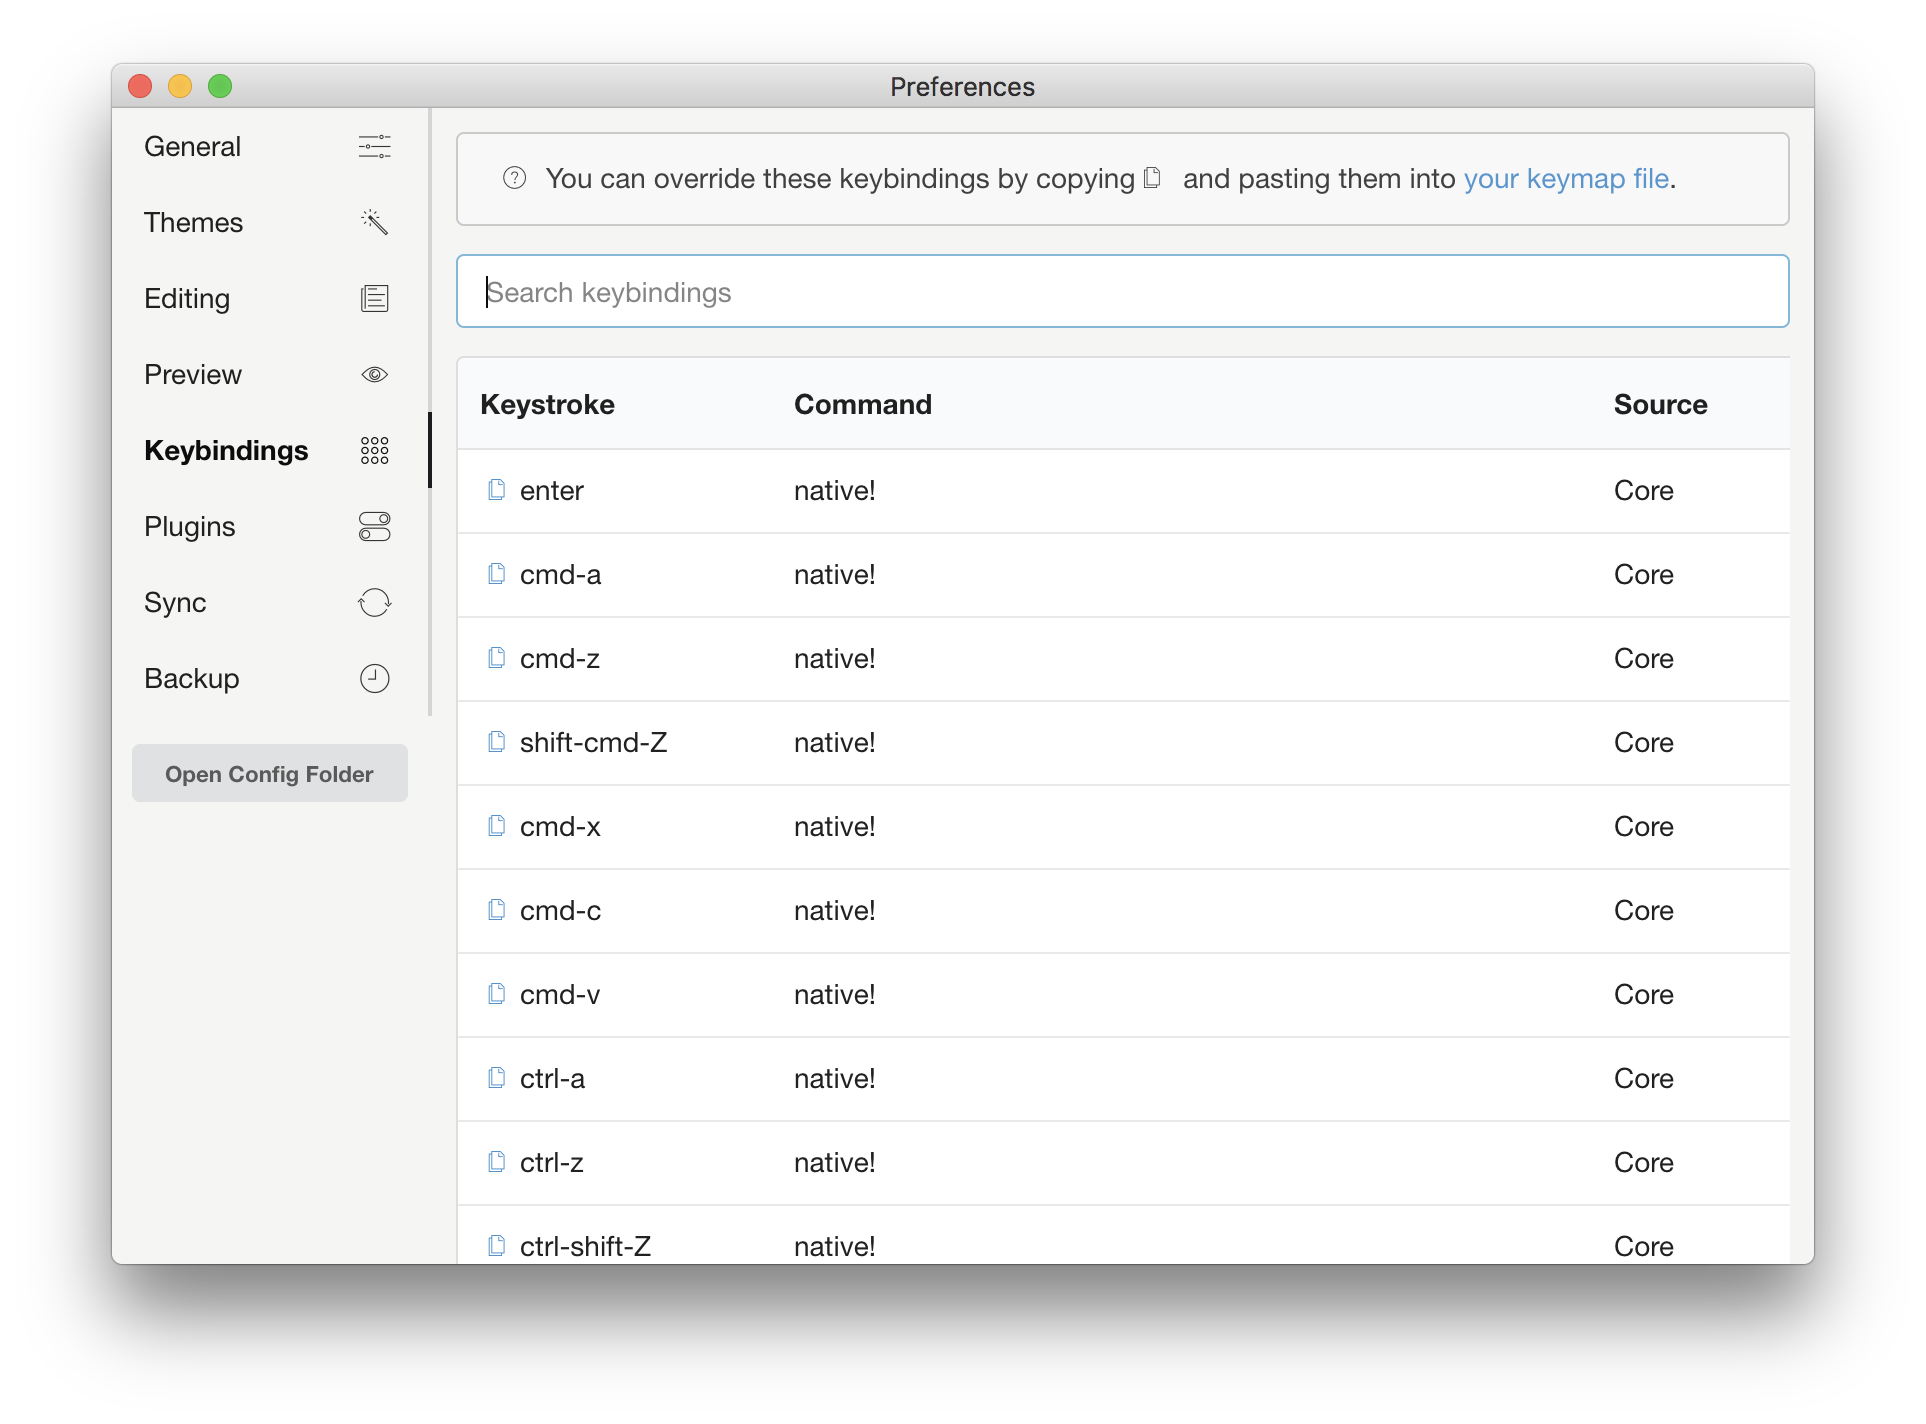 Preferences
General
Themes
Editing
Preview
Keybindings
Plugins
Sync
Backup
Open Config Folder
You can override these keybindings by copying and pasting them into your keymap file.
Search keybindings
Keystroke Command Source
enter native! Core
cmd-a native! Core
cmd-z native! Core
shift-cmd-Z native! Core
cmd-x native! Core
cmd-c native! Core
cmd-v native! Core
ctrl-a native! Core
ctrl-z native! Core
ctrl-shift-Z native! Core